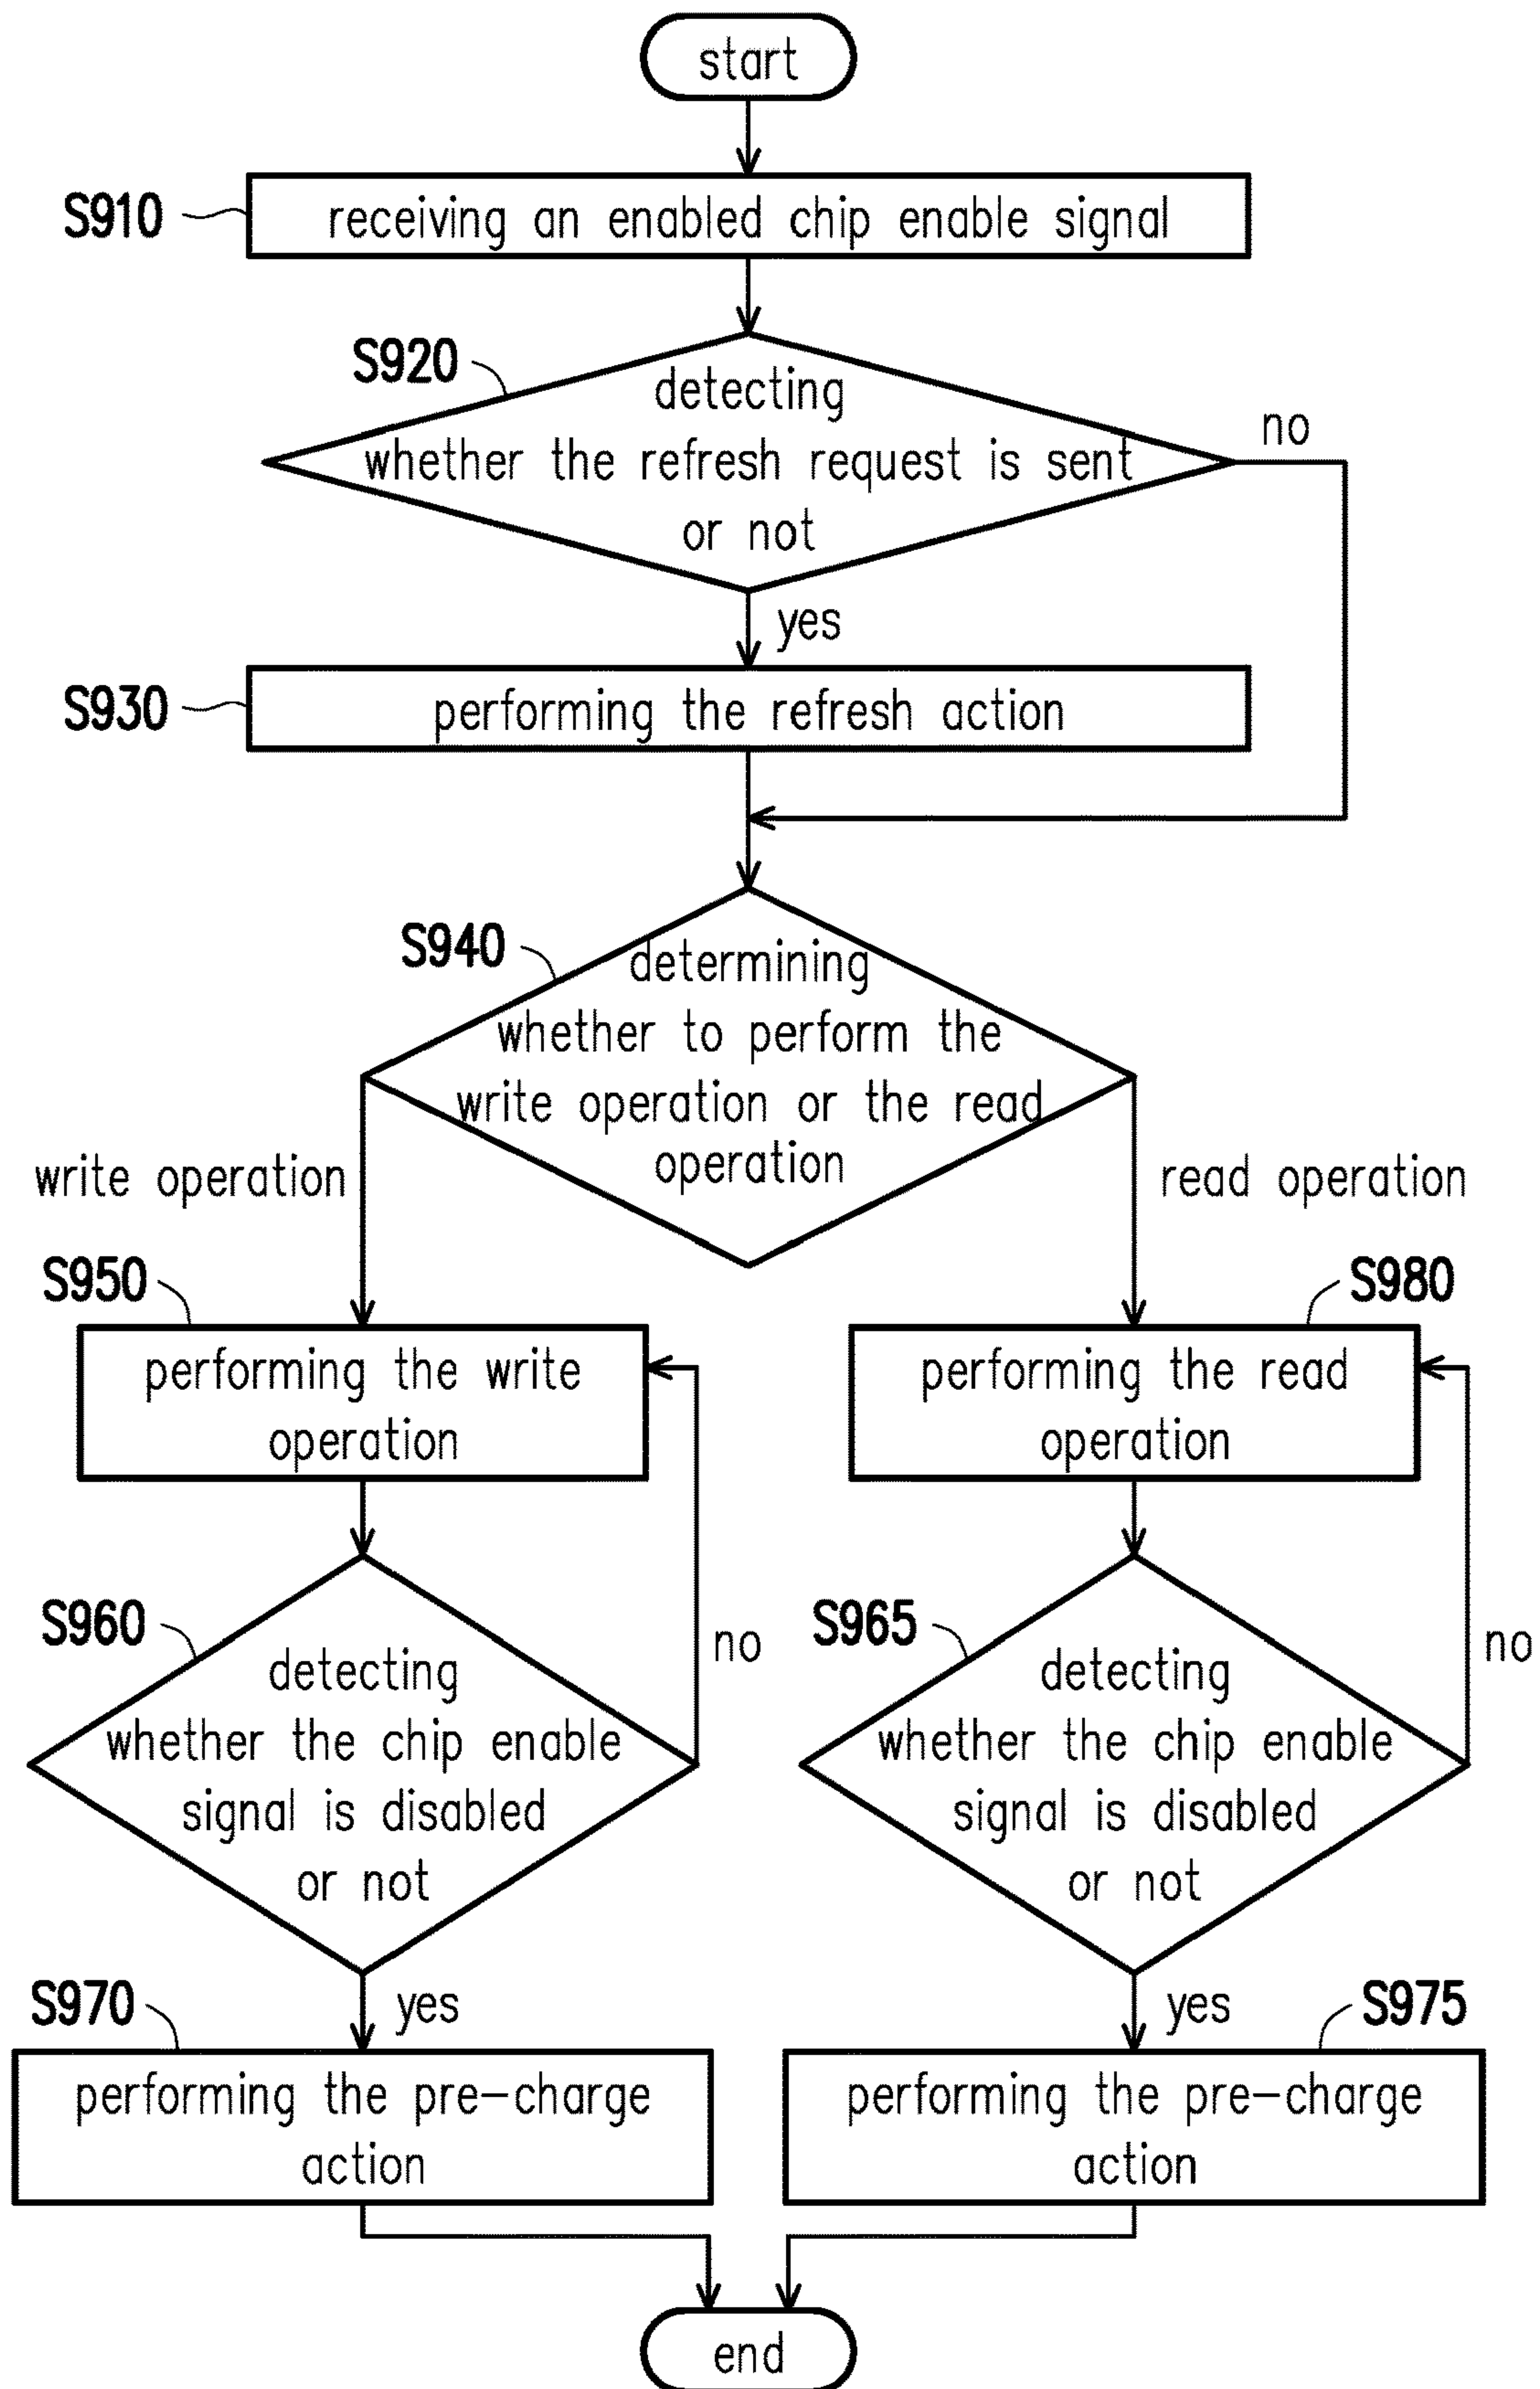 start
S910
receiving an enabled chip enable signal
S920
detecting
whether the refresh request is sent
or not
no
yes
S930
performing the refresh action
S940
determining
whether to perform the
write operation or the read
operation
write operation
read operation
S950
performing the write
operation
S980
performing the read
operation
S960
detecting
whether the chip enable
signal is disabled
or not
no
S965
detecting
whether the chip enable
signal is disabled
or not
no
yes
yes
S970
performing the pre-charge
action
S975
performing the pre-charge
action
end